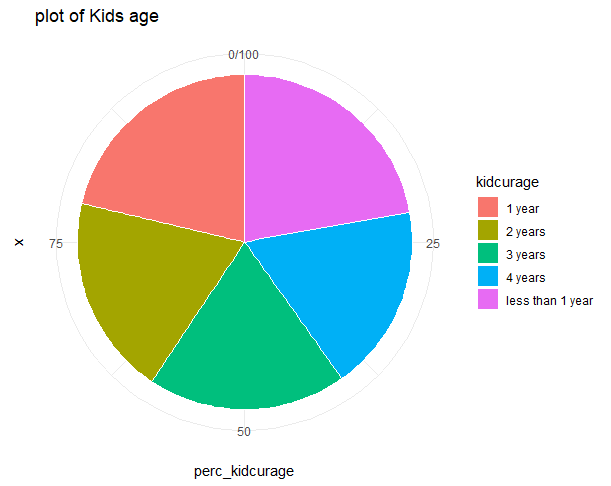 plot of Kids age
0/100
kidcurage
1 year
2 years
3 years
4 years
less than 1 year
x
75
25
50
perc_kidcurage